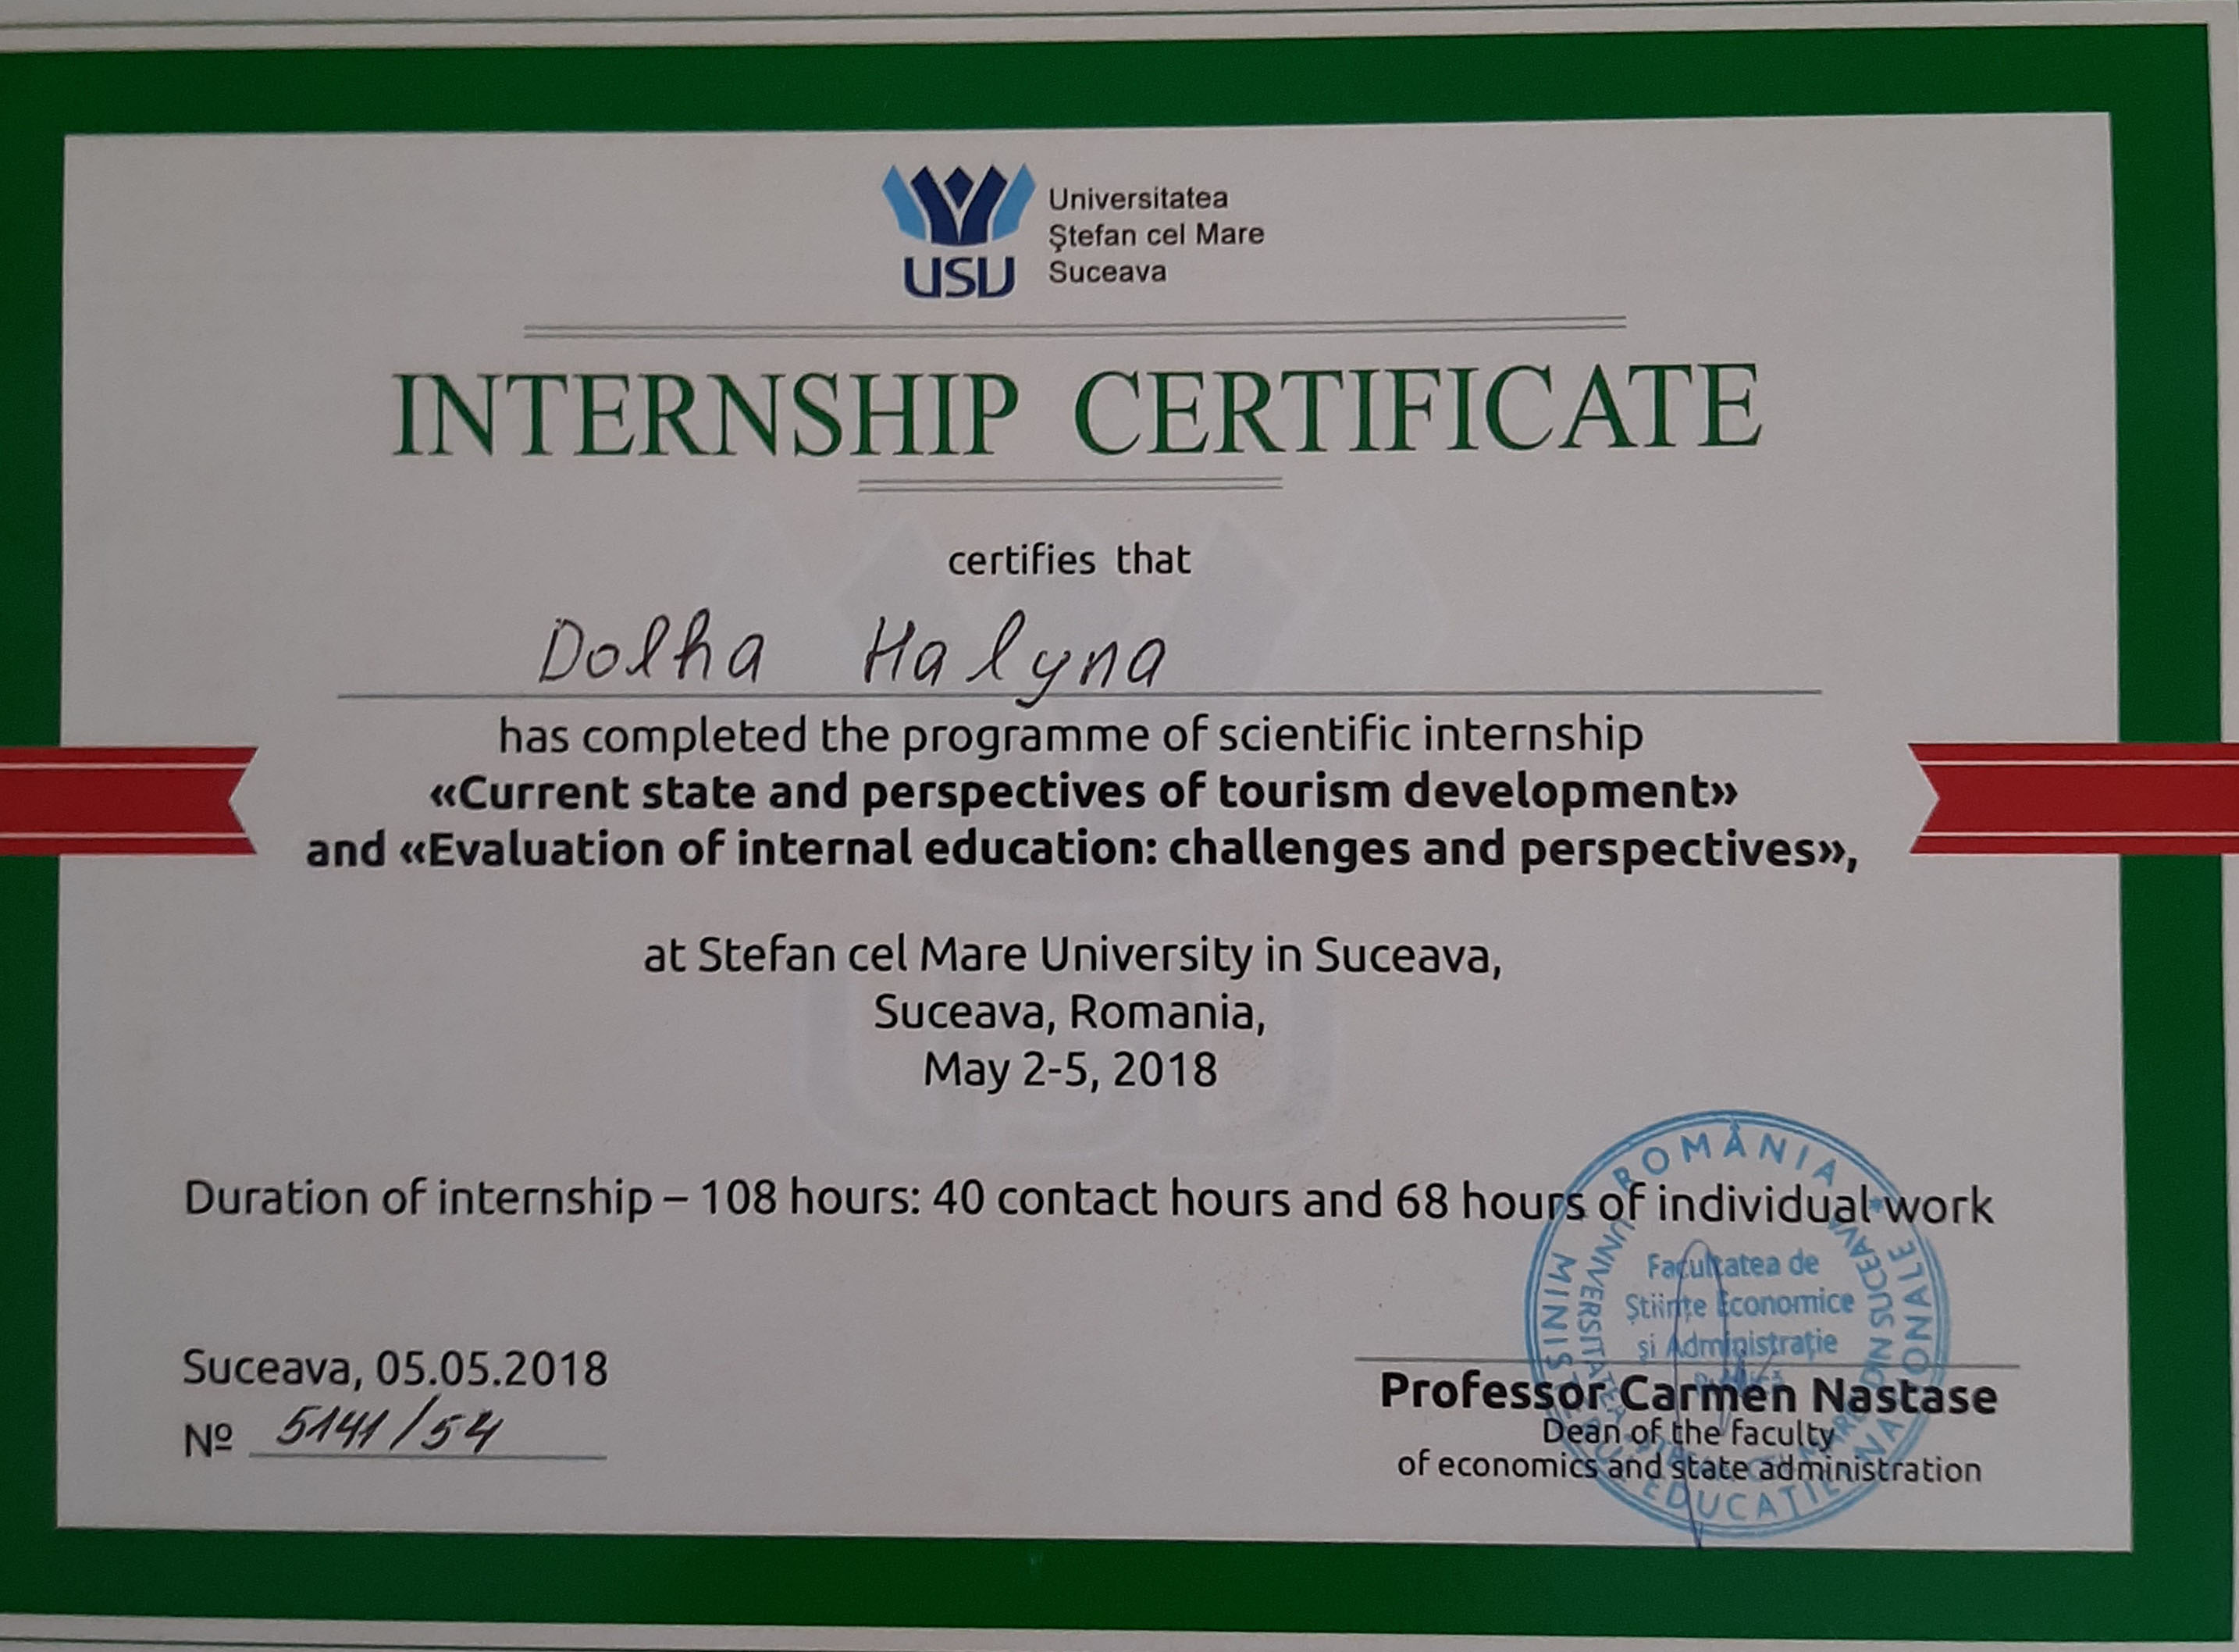 Universitatea
Ştefan cel Mare
Suceava
USU
INTERNSHIP CERTIFICATE
certifies that
Dolha Halyna
has completed the programme of scientific internship
«Current state and perspectives of tourism development»
and «Evaluation of internal education: challenges and perspectives»,
at Stefan cel Mare University in Suceava,
Suceava, Romania,
May 2-5, 2018
Duration of internship – 108 hours: 40 contact hours and 68 hours of individual work
Suceava, 05.05.2018
Nº 5141/54
Professor Carmen Nastase
Dean of the faculty
of economics and state administration
ROMÂNIA
UNIVERSITATEA
DIN SUCEAVA
Facultatea de
Ştiinţe Economice
şi Administraţie